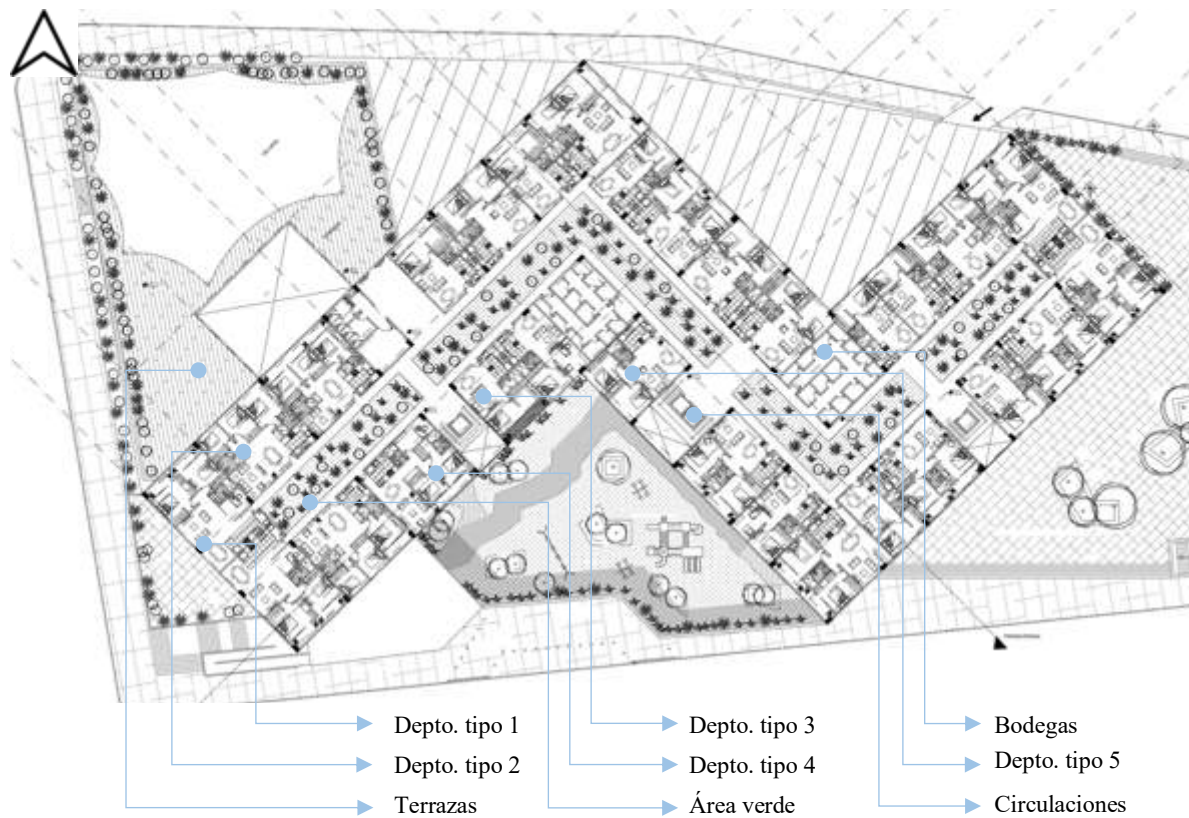 Depto. tipo 1
Depto. tipo 2
Terrazas
Depto. tipo 3
Depto. tipo 4
Área verde
Bodegas
Depto. tipo 5
Circulaciones